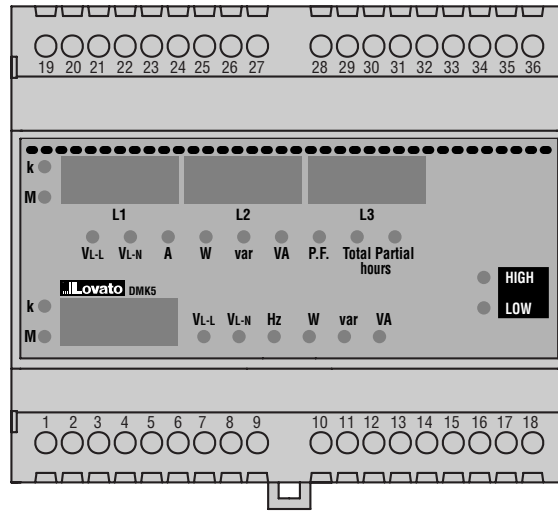 19 20 21 22 23 24 25 26 27 28 29 30 31 32 33 34 35 36
k
M
L1 L2 L3
VL-L VL-N A W var VA P.F. Total Partial
hours
HIGH
LOW
Lovato DMK5
k
M
VL-L VL-N Hz W var VA
1 2 3 4 5 6 7 8 9 10 11 12 13 14 15 16 17 18